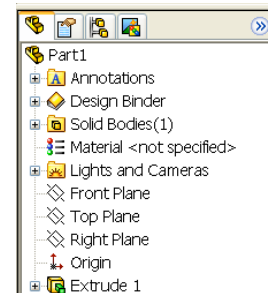 Part1
A Annotations
Design Binder
Solid Bodies(1)
Material <not specified>
Lights and Cameras
Front Plane
Top Plane
Right Plane
Origin
Extrude 1